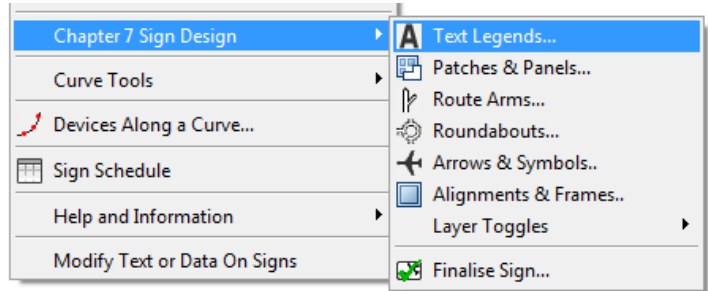 Chapter 7 Sign Design
Curve Tools
Devices Along a Curve...
Sign Schedule
Help and Information
Modify Text or Data On Signs
A Text Legends...
Patches & Panels...
Route Arms...
Roundabouts...
Arrows & Symbols..
Alignments & Frames..
Layer Toggles
Finalise Sign...